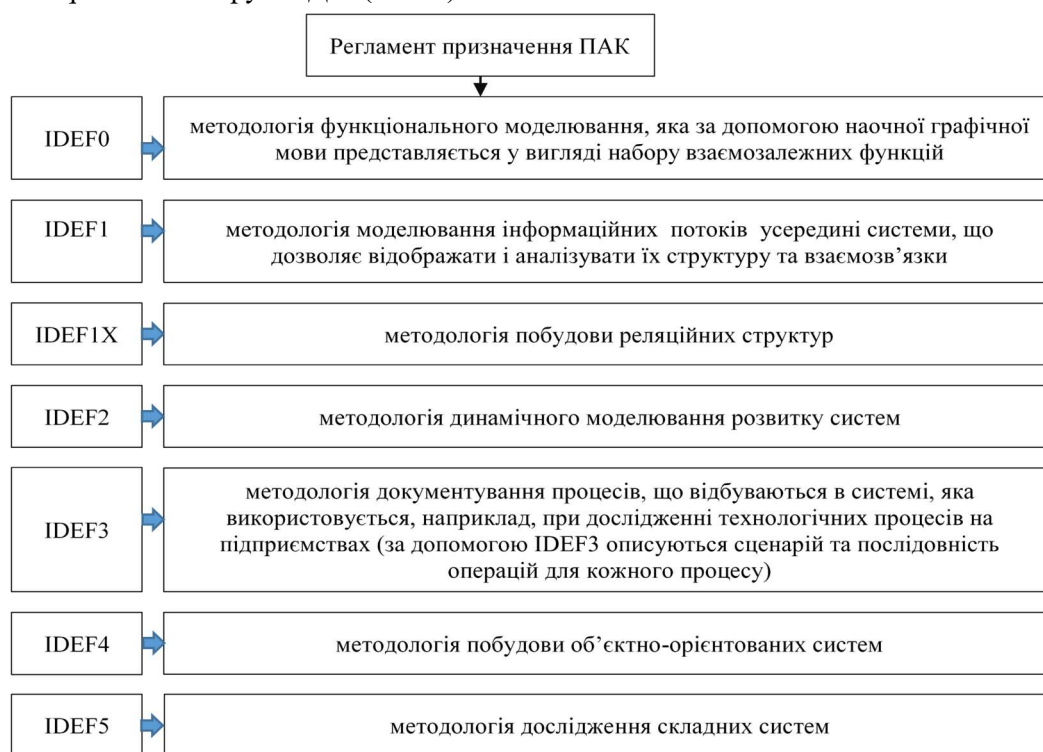 Регламент призначення ПАК
IDEF0
методологія функціонального моделювання, яка за допомогою наочної графічної
мови представляється у вигляді набору взаємозалежних функцій
IDEF1
методологія моделювання інформаційних потоків усередині системи, що
дозволяє відображати і аналізувати їх структуру та взаємозв’язки
IDEF1X
методологія побудови реляційних структур
IDEF2
методологія динамічного моделювання розвитку систем
IDEF3
методологія документування процесів, що відбуваються в системі, яка
використовується, наприклад, при дослідженні технологічних процесів на
підприємствах (за допомогою IDEF3 описуються сценарій та послідовність
операцій для кожного процесу)
IDEF4
методологія побудови об’єктно-орієнтованих систем
IDEF5
методологія дослідження складних систем